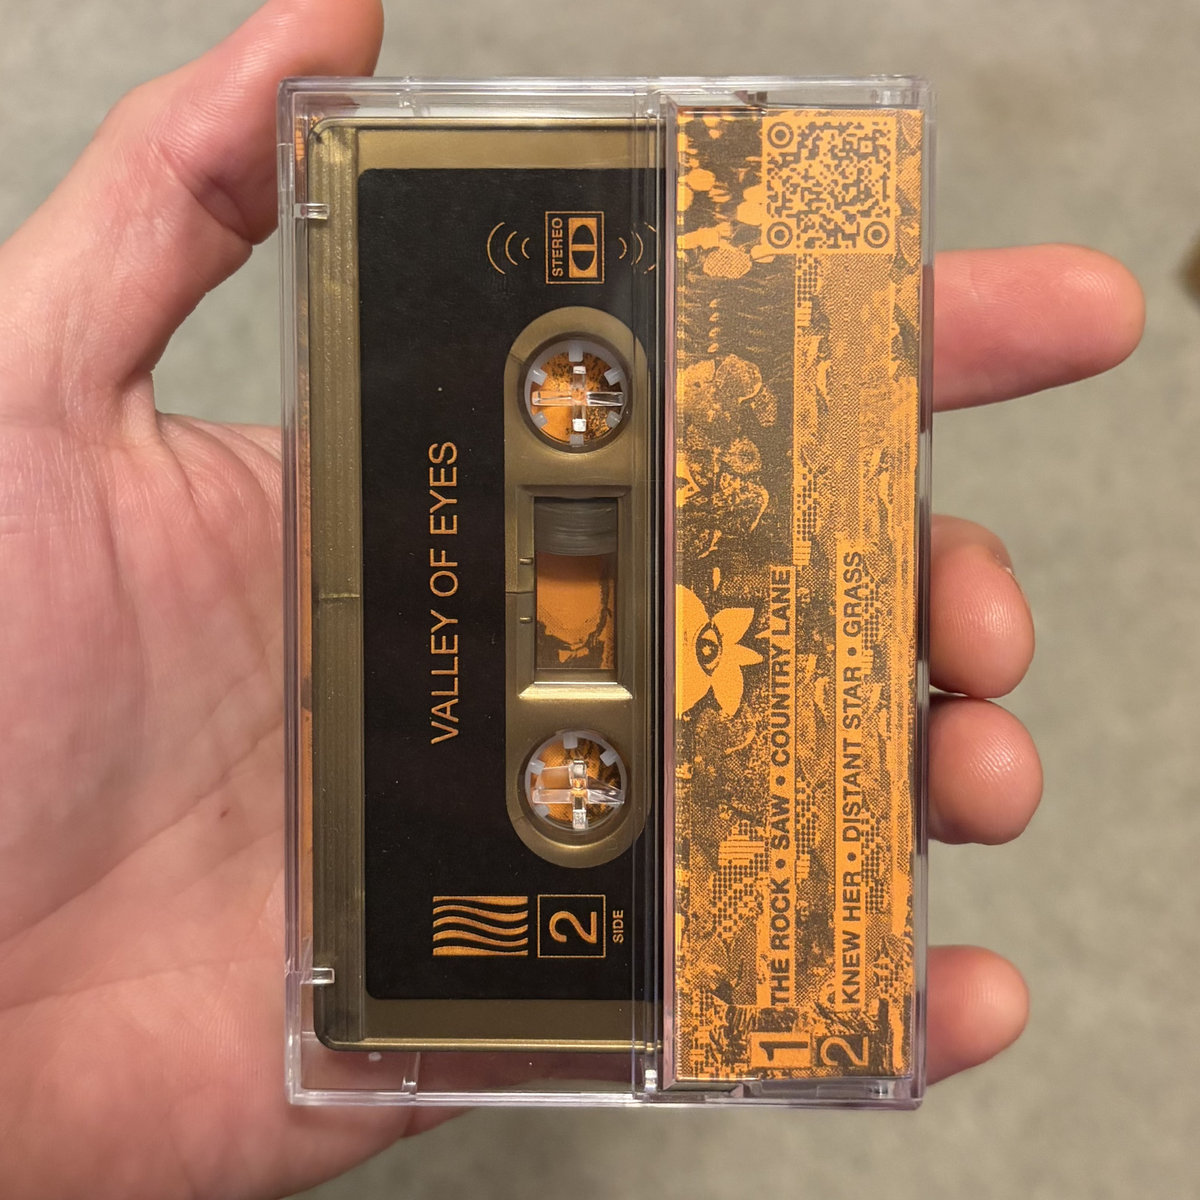 STEREO
VALLEY OF EYES
2
SIDE
1 THE ROCK • SAW • COUNTRY LANE
2 KNEW HER • DISTANT STAR • GRASS